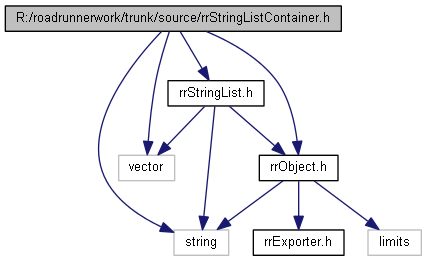 R:/roadrunnerwork/trunk/source/rrStringListContainer.h
rrStringList.h
vector
rrObject.h
string
rrExporter.h
limits